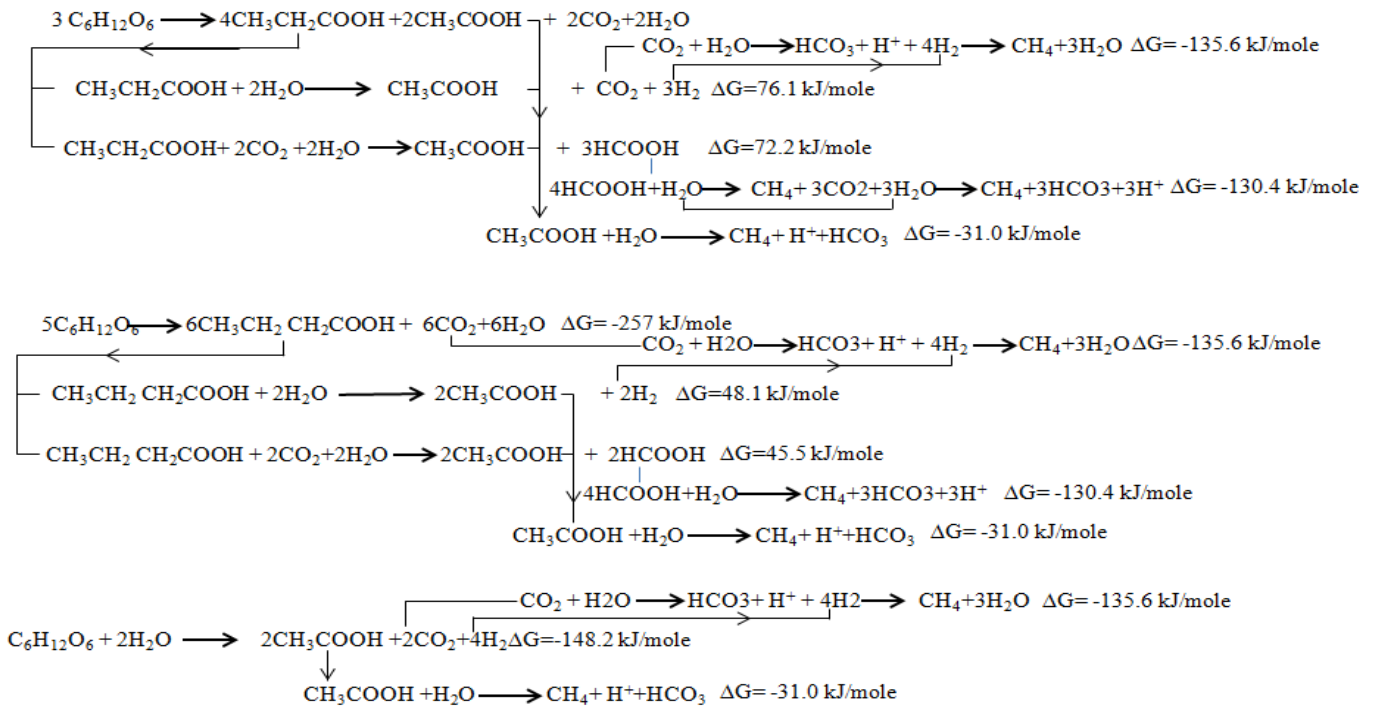 3 C₆H₁₂O₆ ⟶ 4CH₃CH₂COOH +2CH₃COOH + 2CO₂+2H₂O
CO₂ + H₂O ⟶ HCO₃+ H⁺ + 4H₂ ⟶ CH₄+3H₂O ΔG= -135.6 kJ/mole
CH₃CH₂COOH + 2H₂O ⟶ CH₃COOH + CO₂ + 3H₂ ΔG=76.1 kJ/mole
CH₃CH₂COOH+ 2CO₂ +2H₂O ⟶ CH₃COOH + 3HCOOH ΔG=72.2 kJ/mole
4HCOOH+H₂O ⟶ CH₄+ 3CO2+3H₂O ⟶ CH₄+3HCO3+3H⁺ ΔG= -130.4 kJ/mole
CH₃COOH +H₂O ⟶ CH₄+ H⁺+HCO₃ ΔG= -31.0 kJ/mole
5C₆H₁₂O₆ ⟶ 6CH₃CH₂ CH₂COOH + 6CO₂+6H₂O ΔG= -257 kJ/mole
CO₂ + H2O ⟶ HCO3+ H⁺ + 4H₂ ⟶ CH₄+3H₂O ΔG= -135.6 kJ/mole
CH₃CH₂ CH₂COOH + 2H₂O ⟶ 2CH₃COOH + 2H₂ ΔG=48.1 kJ/mole
CH₃CH₂ CH₂COOH + 2CO₂+2H₂O ⟶ 2CH₃COOH + 2HCOOH ΔG=45.5 kJ/mole
4HCOOH+H₂O ⟶ CH₄+3HCO3+3H⁺ ΔG= -130.4 kJ/mole
CH₃COOH +H₂O ⟶ CH₄+ H⁺+HCO₃ ΔG= -31.0 kJ/mole
CO₂ + H2O ⟶ HCO3+ H⁺ + 4H2 ⟶ CH₄+3H₂O ΔG= -135.6 kJ/mole
C₆H₁₂O₆ + 2H₂O ⟶ 2CH₃COOH +2CO₂+4H₂ΔG=-148.2 kJ/mole
CH₃COOH +H₂O ⟶ CH₄+ H⁺+HCO₃ ΔG= -31.0 kJ/mole